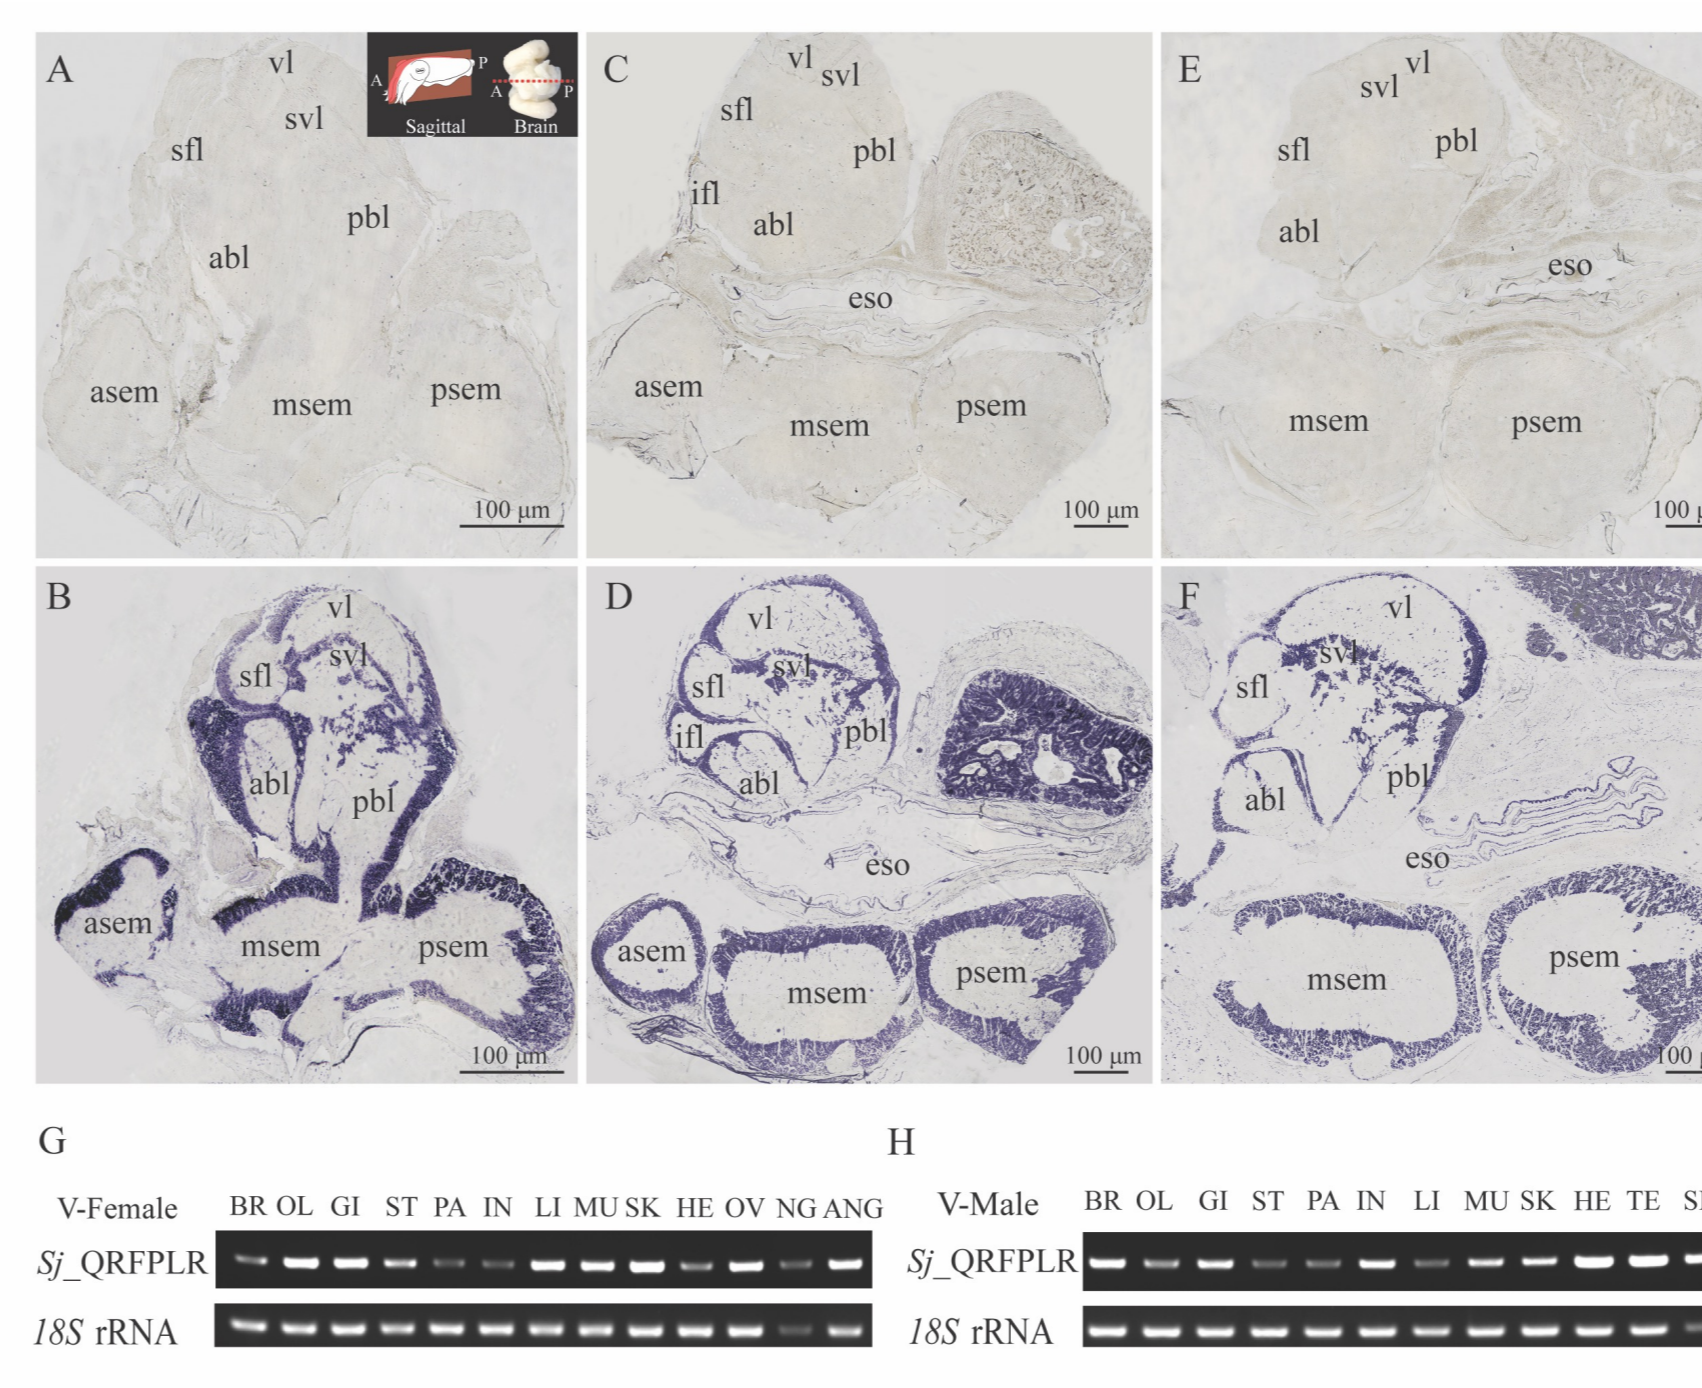 A
vl
svl
sfl
pbl
abl
asem
msem
psem
100 μm
A
P
Sagittal
A
P
Brain
C
vl
svl
sfl
pbl
ifl
abl
eso
asem
msem
psem
100 μm
E
vl
svl
sfl
pbl
abl
eso
msem
psem
100
B
vl
svl
sfl
abl
pbl
asem
msem
psem
100 μm
D
vl
svl
sfl
ifl
pbl
abl
eso
asem
msem
psem
100 μm
F
vl
svl
sfl
pbl
abl
eso
msem
psem
100
G
V-Female BR OL GI ST PA IN LI MU SK HE OV NG ANG
Sj_QRFPLR
18S rRNA
H
V-Male BR OL GI ST PA IN LI MU SK HE TE
Sj_QRFPLR
18S rRNA